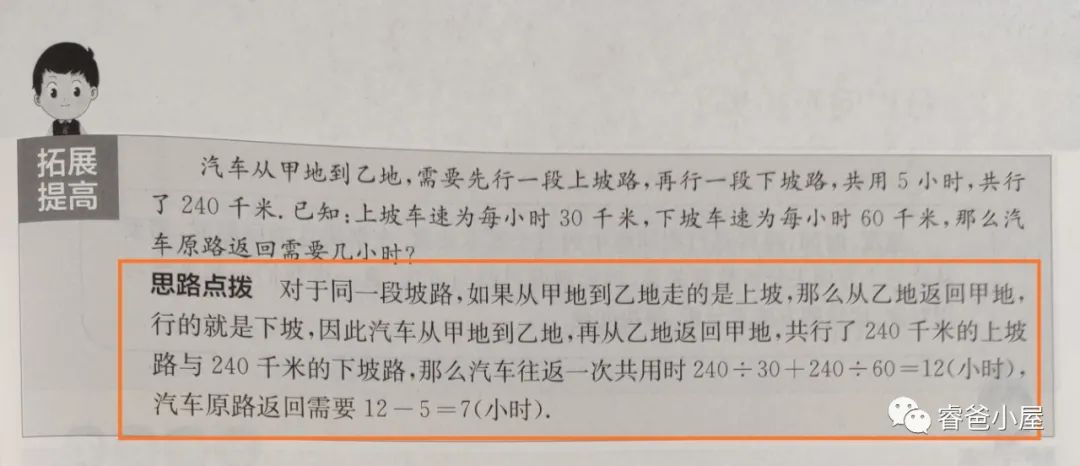 拓展
提高
汽车从甲地到乙地,需要先行一段上坡路,再行一段下坡路,共用 5 小时,共行
了 240 千米.已知:上坡车速为每小时 30 千米,下坡车速为每小时 60 千米,那么汽
车原路返回需要几小时?
思路点拨 对于同一段坡路,如果从甲地到乙地走的是上坡,那么从乙地返回甲地,
行的就是下坡,因此汽车从甲地到乙地,再从乙地返回甲地,共行了 240 千米的上坡
路与 240 千米的下坡路,那么汽车往返一次共用时 240÷30+240÷60=12(小时),
汽车原路返回需要 12-5=7(小时).
睿爸小屋